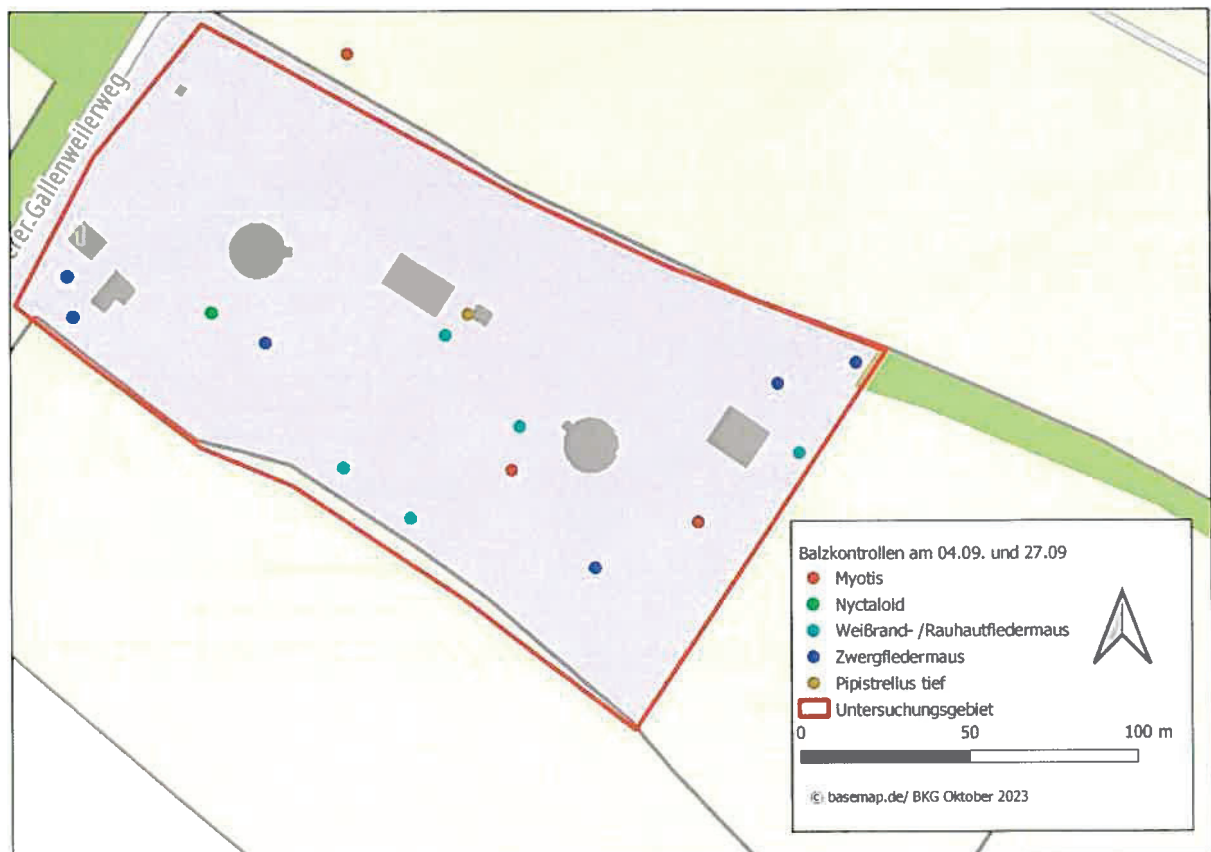 erer-Gallenweilerweg
Balzkontrollen am 04.09. und 27.09
Myotis
Nyctaloid
Weißrand- /Rauhautfledermaus
Zwergfledermaus
Pipistrellus tief
Untersuchungsgebiet
0 50 100 m
© basemap.de/ BKG Oktober 2023